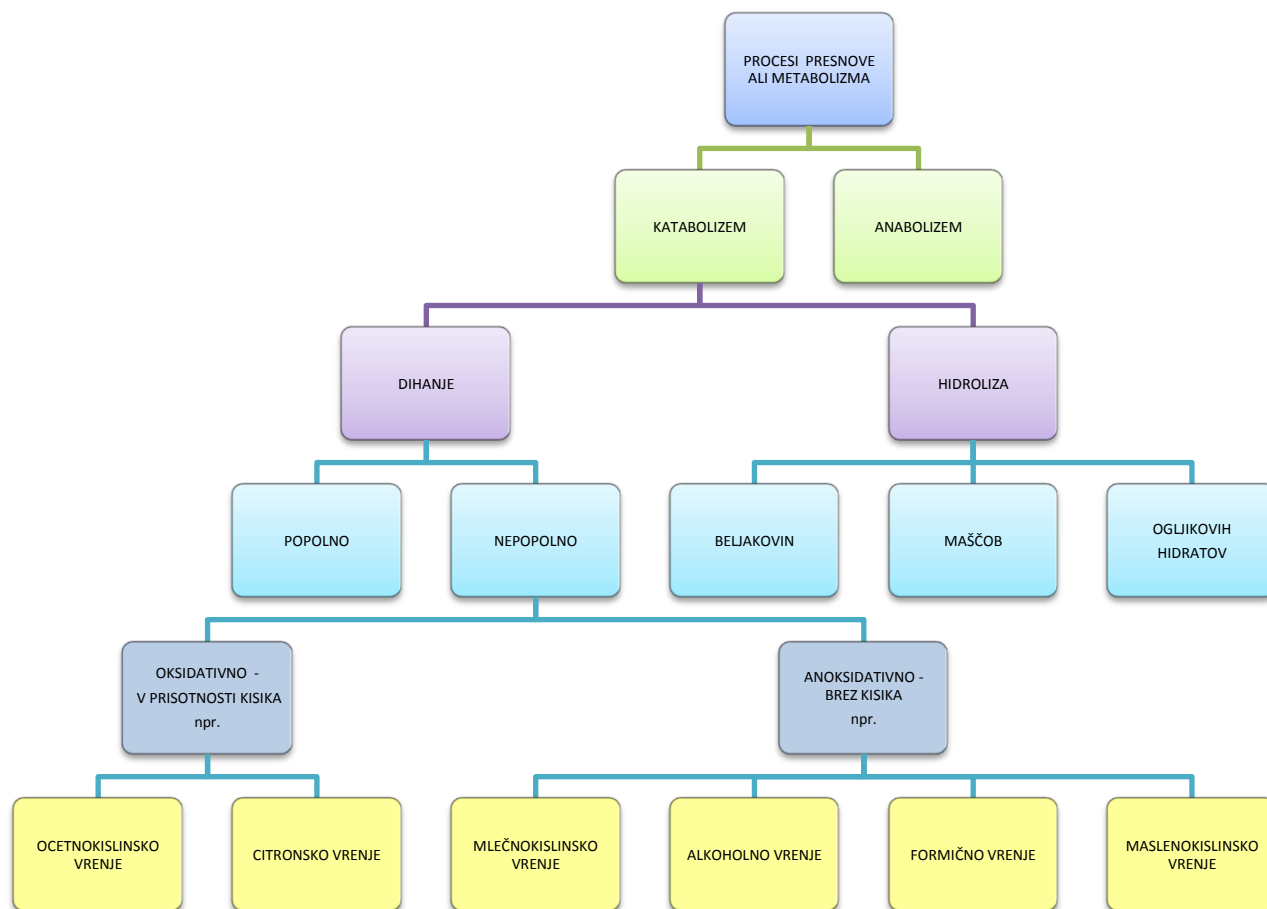 PROCESI PRESNOVE
ALI METABOLIZMA
KATABOLIZEM
ANABOLIZEM
DIHANJE
HIDROLIZA
POPOLNO
NEPOPOLNO
BELJAKOVIN
MAŠČOB
OGLJIKOVIH
HIDRATOV
OKSIDATIVNO -
V PRISOTNOSTI KISIKA
npr.
ANOKSIDATIVNO -
BREZ KISIKA
npr.
OCETNOKISLINSKO
VRENJE
CITRONSKO VRENJE
MLEČNOKISLINSKO
VRENJE
ALKOHOLNO VRENJE
FORMIČNO VRENJE
MASLENOKISLINSKO
VRENJE